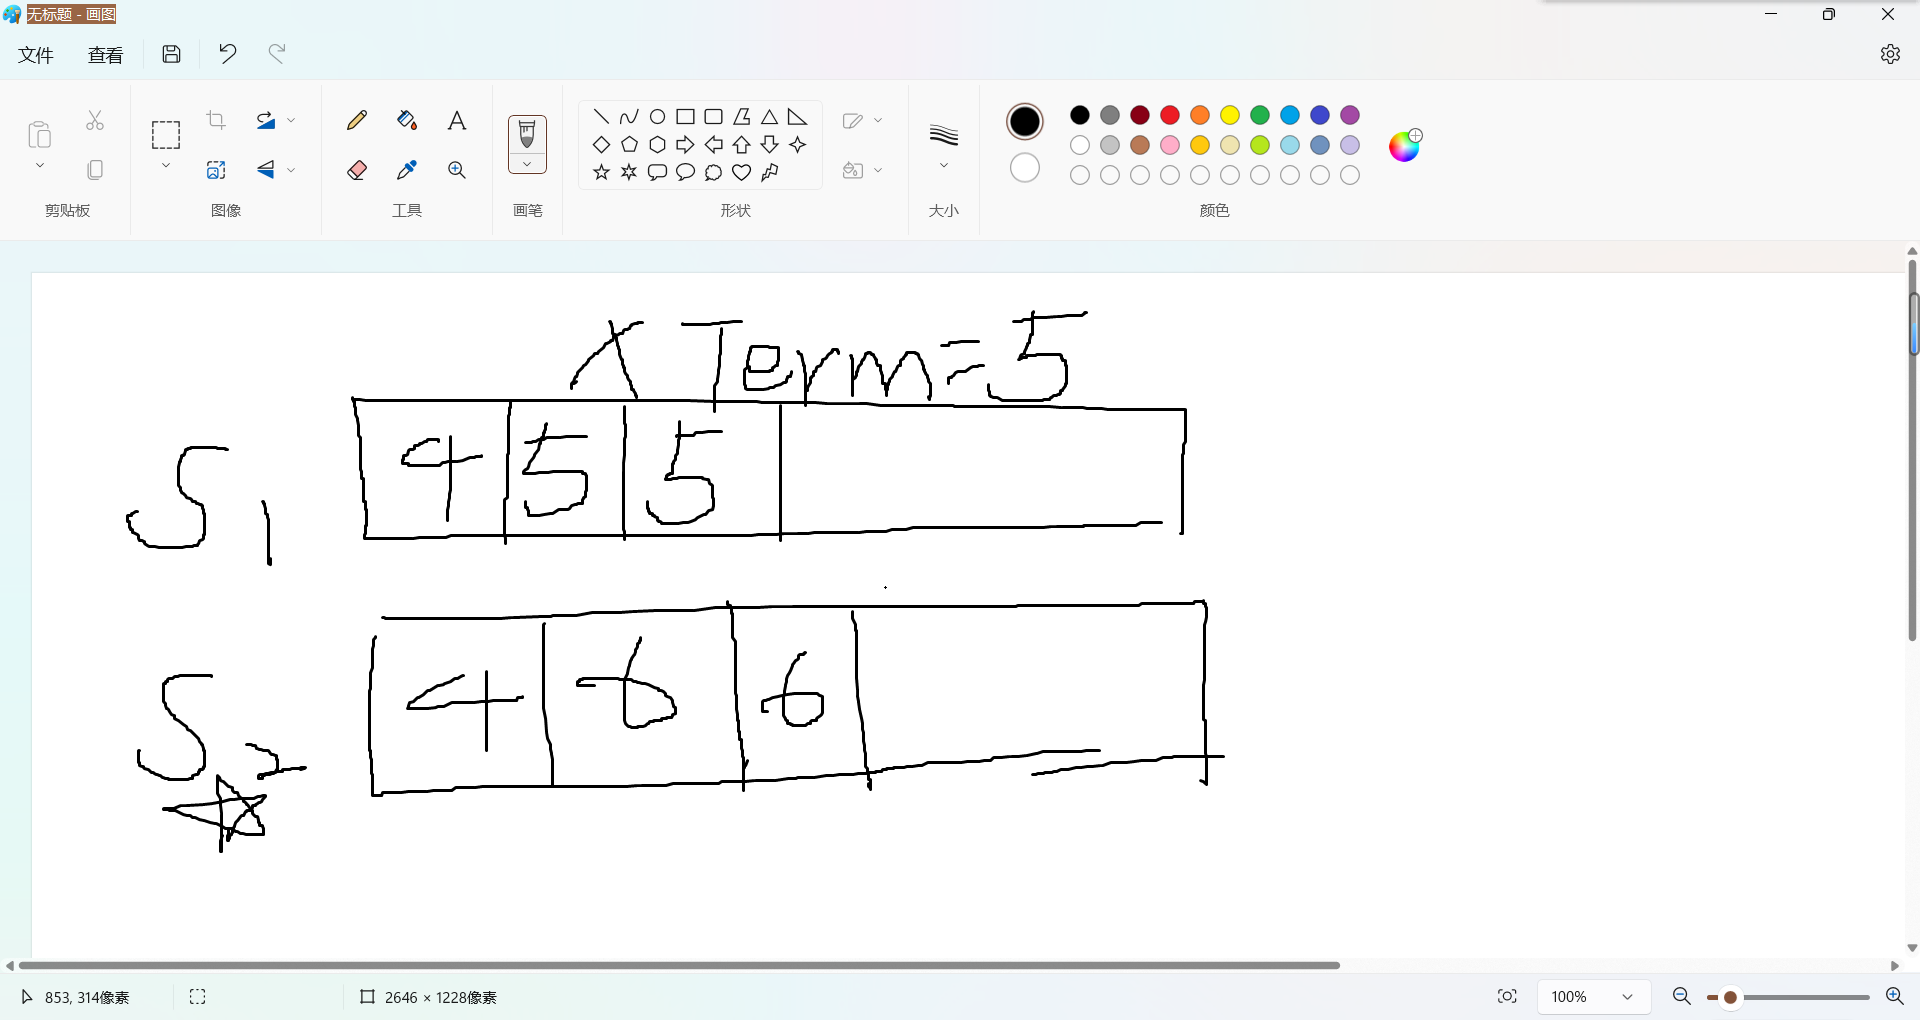 无标题 - 画图
文件 查看
剪贴板 图像 工具 画笔 形状 大小 颜色
X Term=5
S1 4 5 5
S2 4 6 6
853, 314像素 2646 × 1228像素 100%